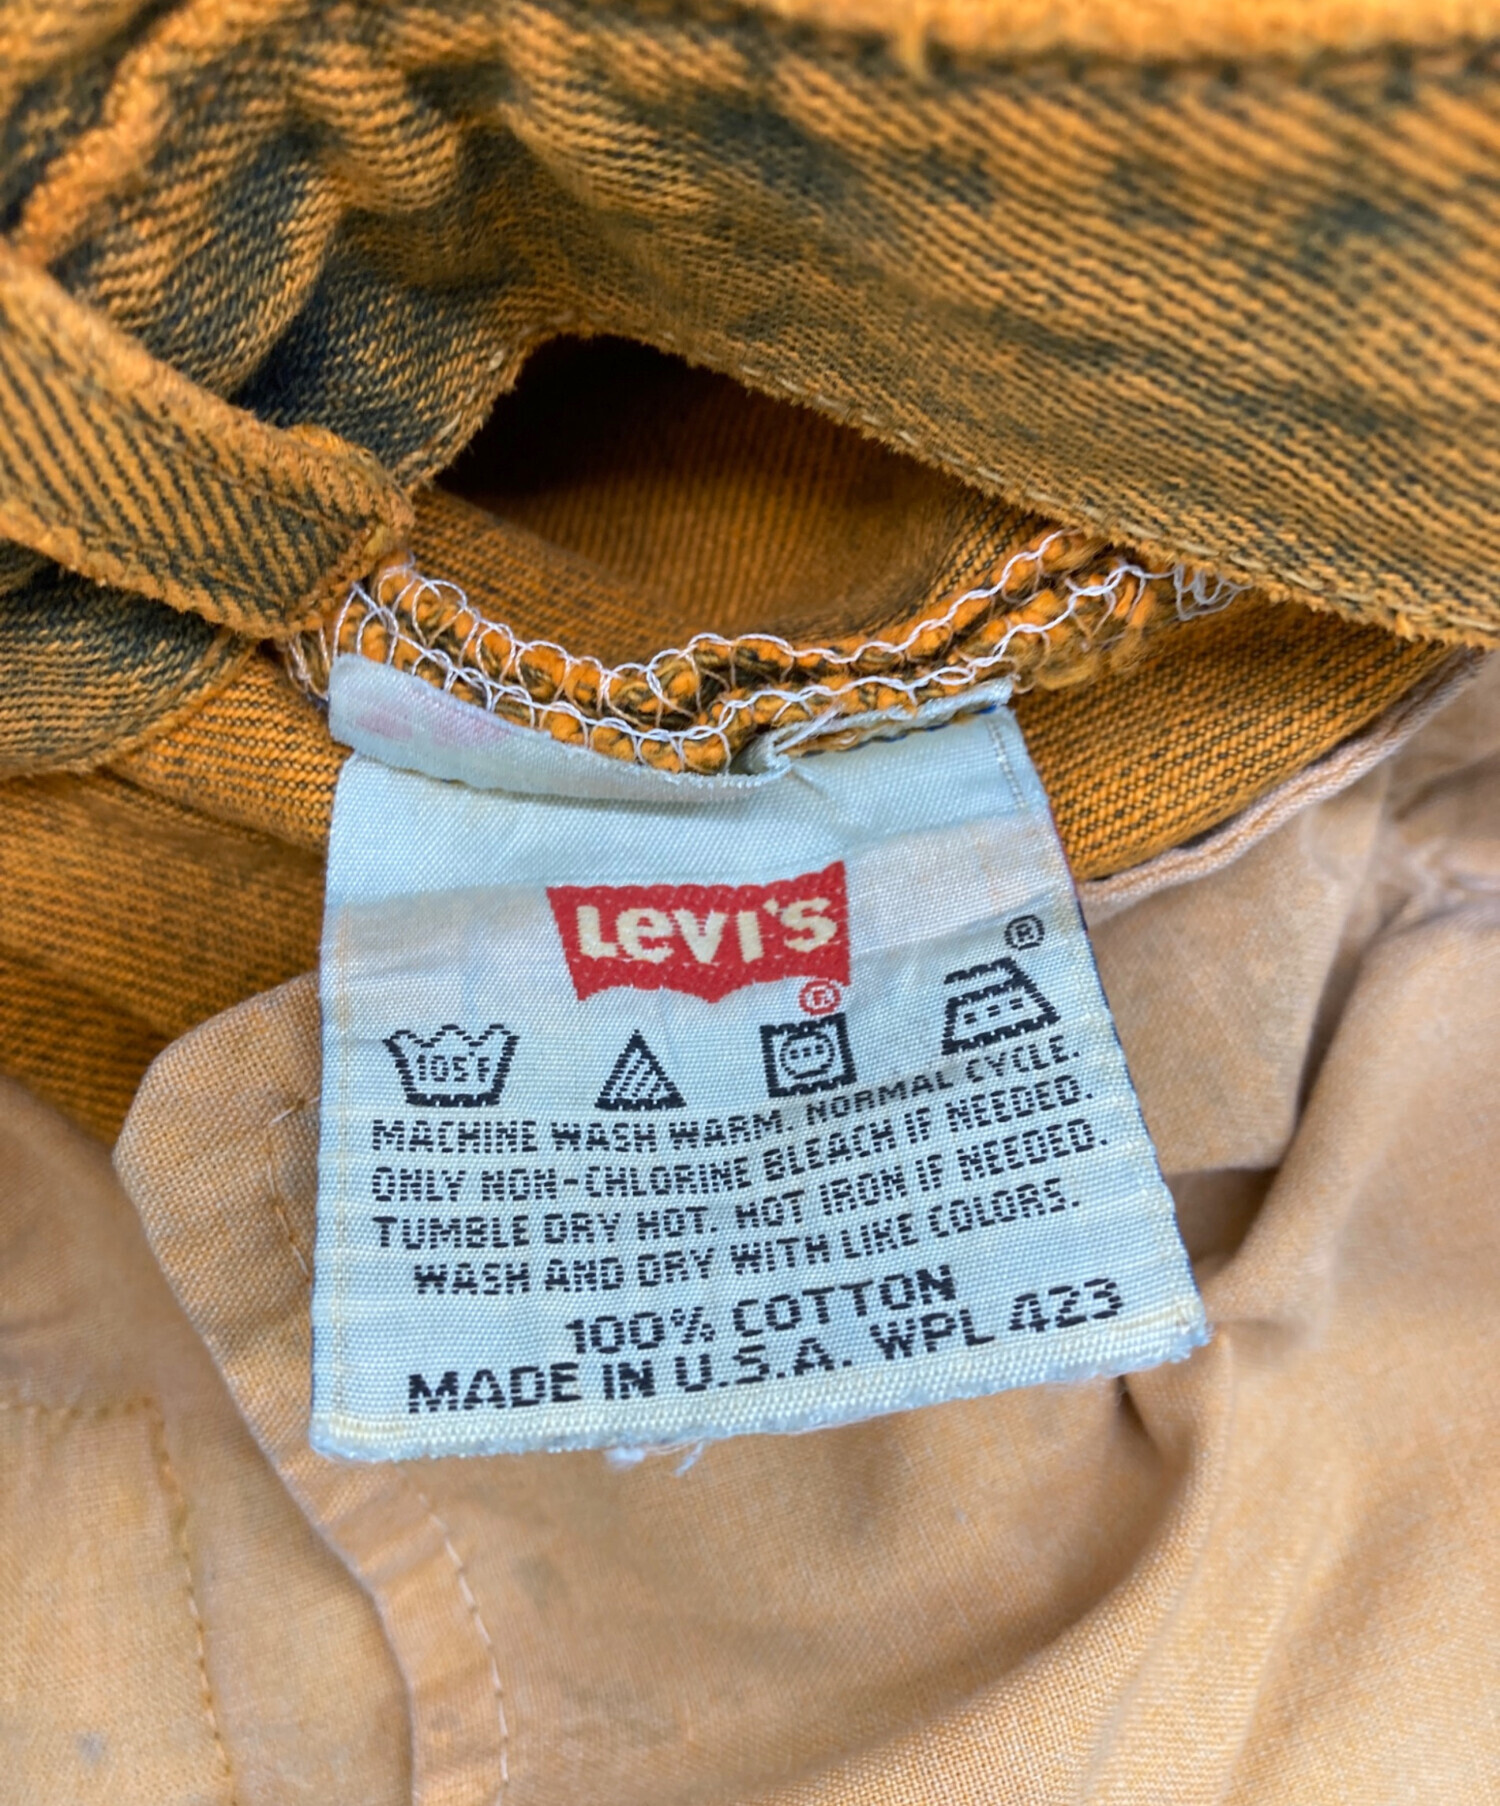 LEVI'S
®
®
105°F
MACHINE WASH WARM. NORMAL CYCLE.
ONLY NON-CHLORINE BLEACH IF NEEDED.
TUMBLE DRY HOT. HOT IRON IF NEEDED.
WASH AND DRY WITH LIKE COLORS.
100% COTTON
MADE IN U.S.A. WPL 423